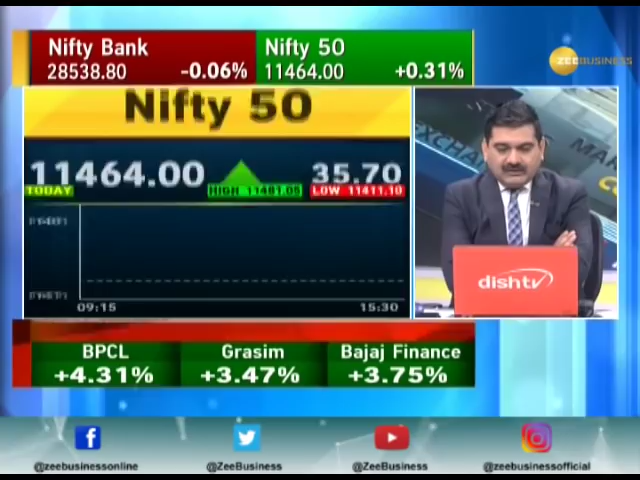 Nifty Bank
28538.80 -0.06%
Nifty 50
11464.00 +0.31%
ZEE BUSINESS
Nifty 50
11464.00 35.70
TODAY HIGH 11481.05 LOW 11411.10
09:15 15:30
EXCHA
MAR
dishtv
BPCL
+4.31%
Grasim
+3.47%
Bajaj Finance
+3.75%
@zeebusinessonline
@ZeeBusiness
@ZeeBusiness
@zeebusinessofficial